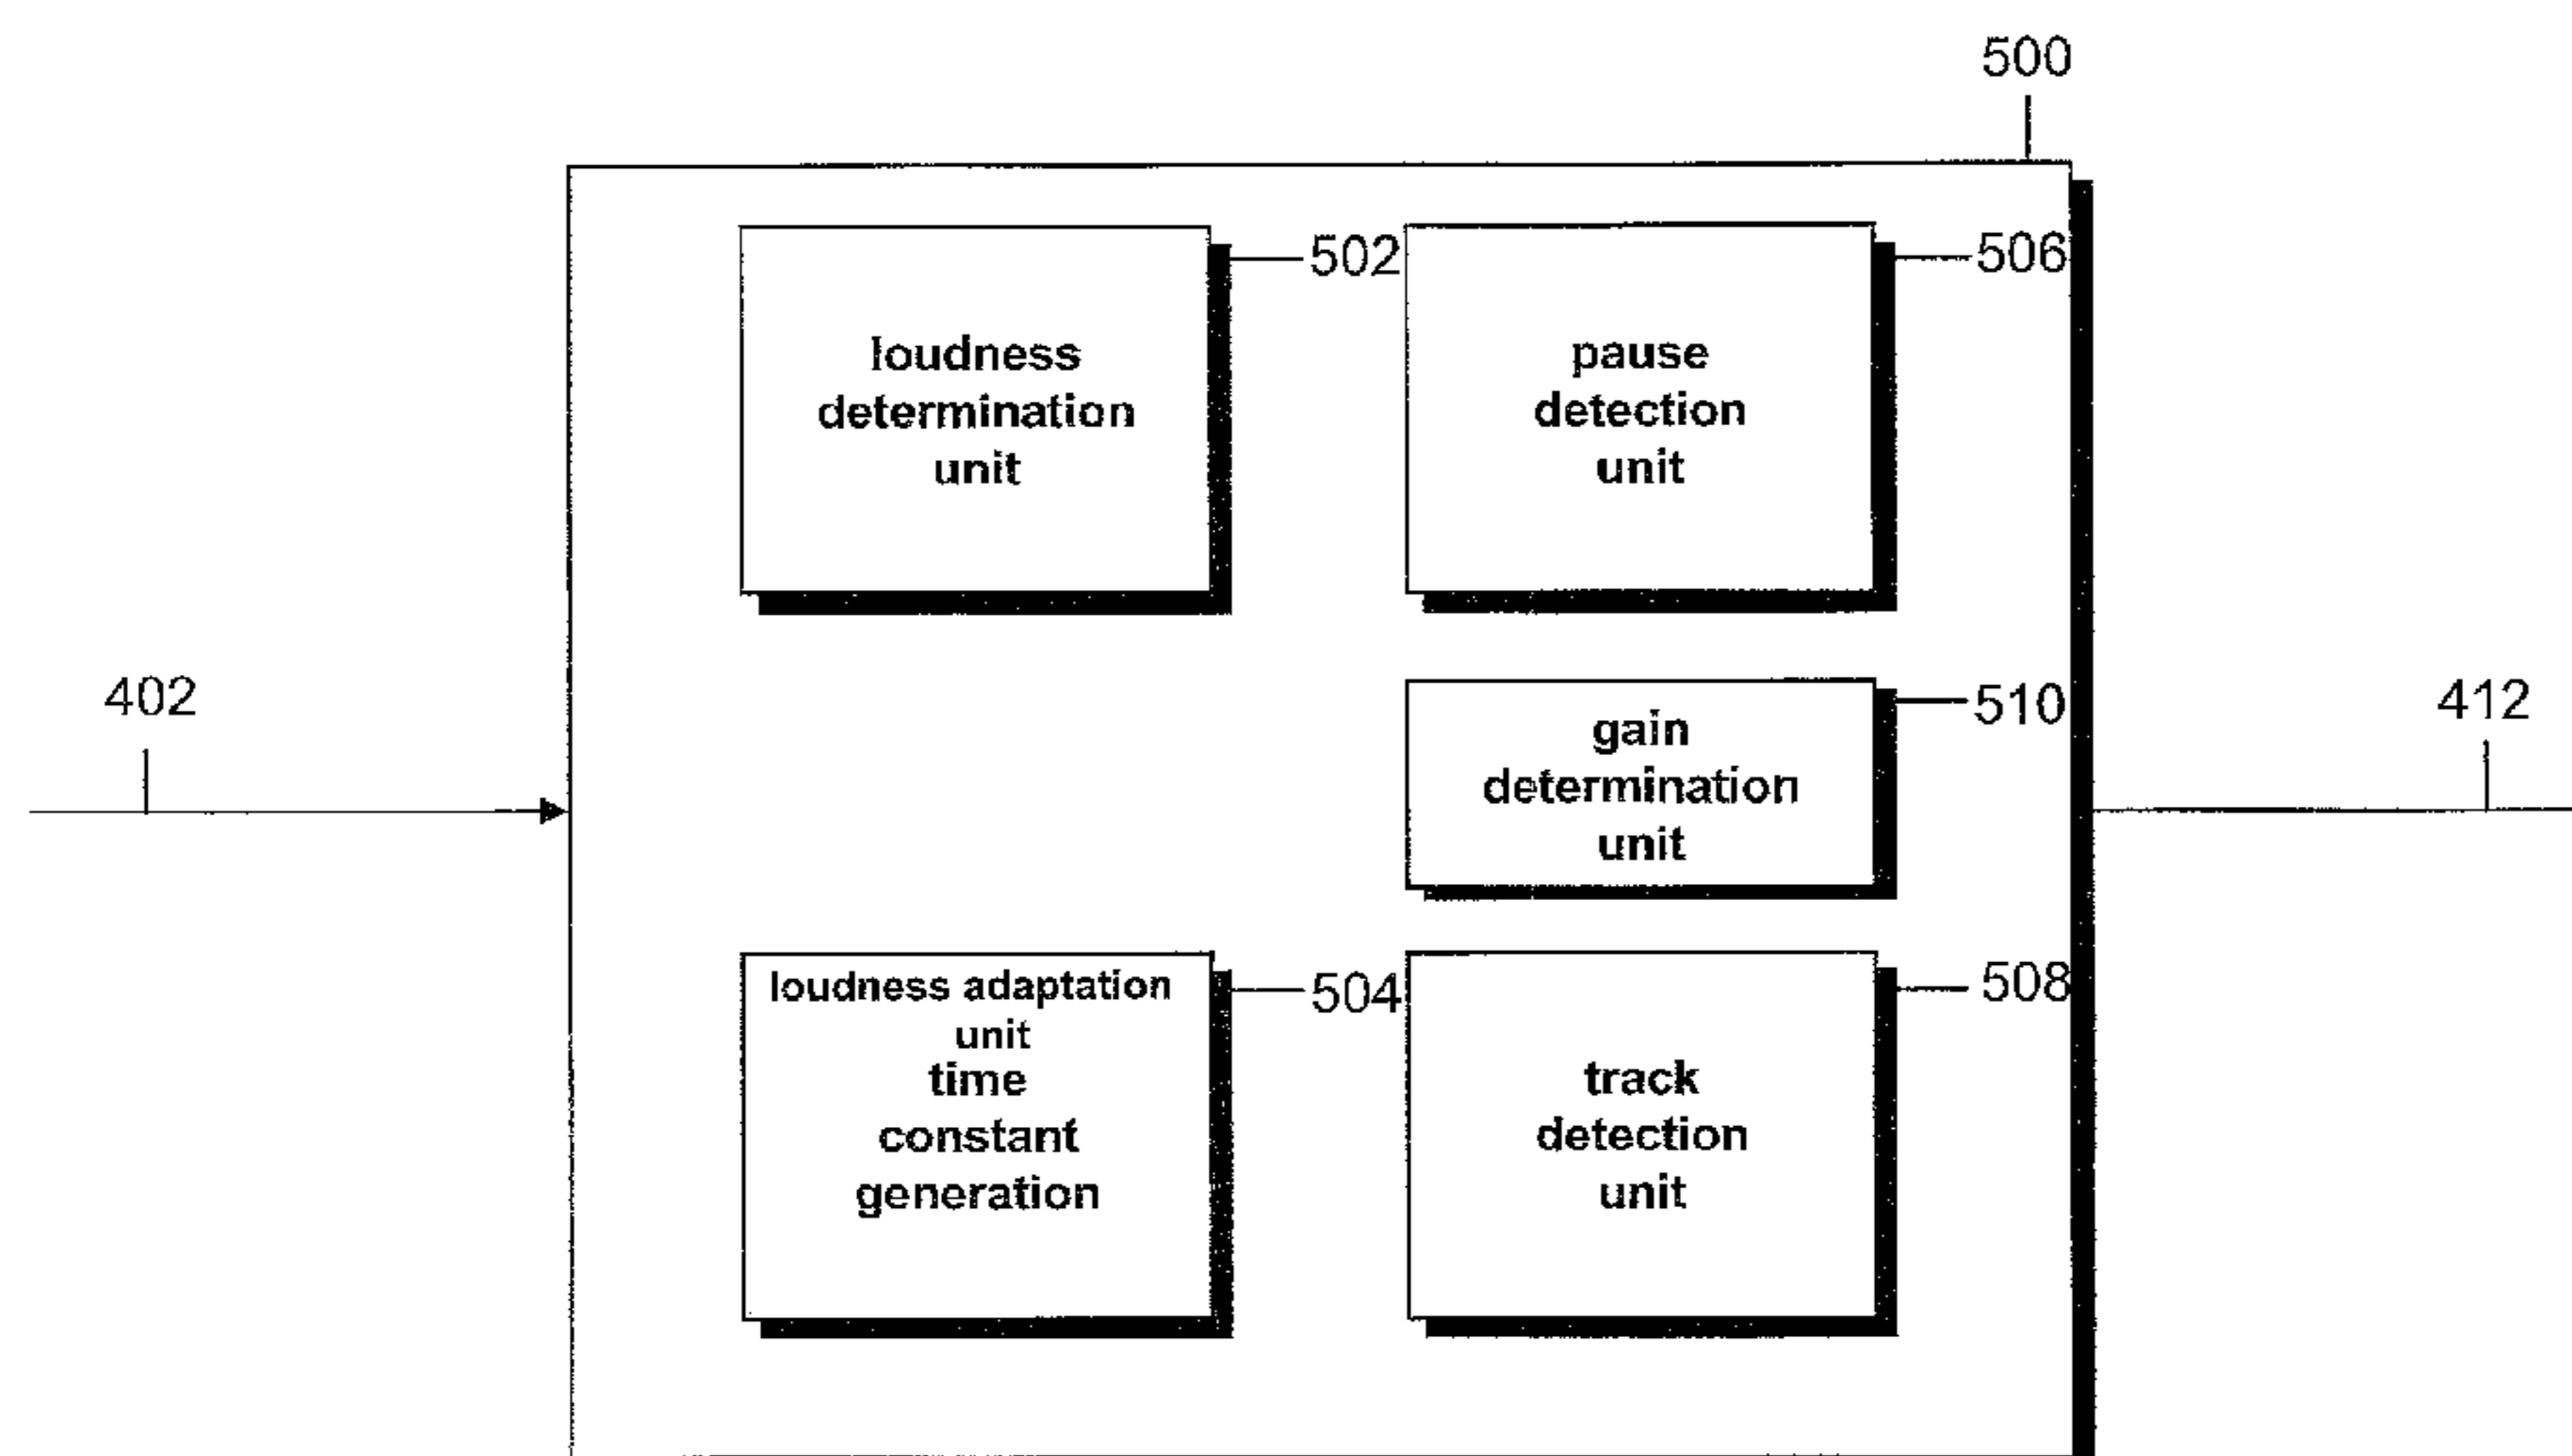 500
loudness
determination
unit
502
pause
detection
unit
506
402
gain
determination
unit
510
412
loudness adaptation
unit
time
constant
generation
504
track
detection
unit
508